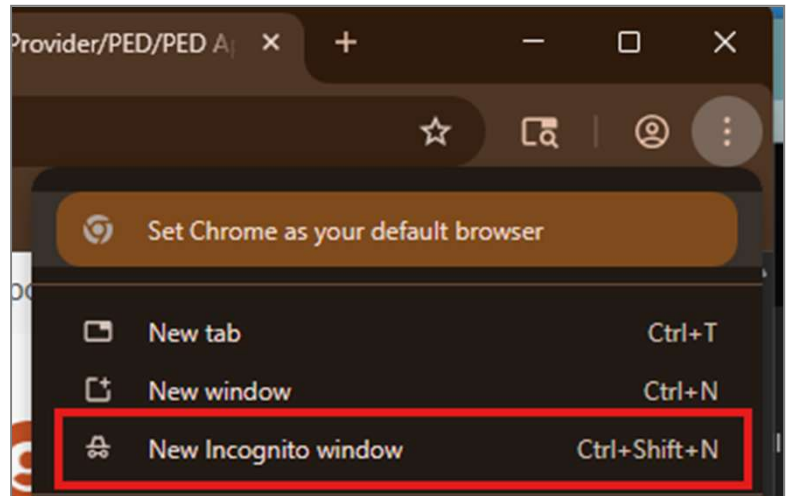 Provider/PED/PED A
Set Chrome as your default browser
New tab Ctrl+T
New window Ctrl+N
New Incognito window Ctrl+Shift+N